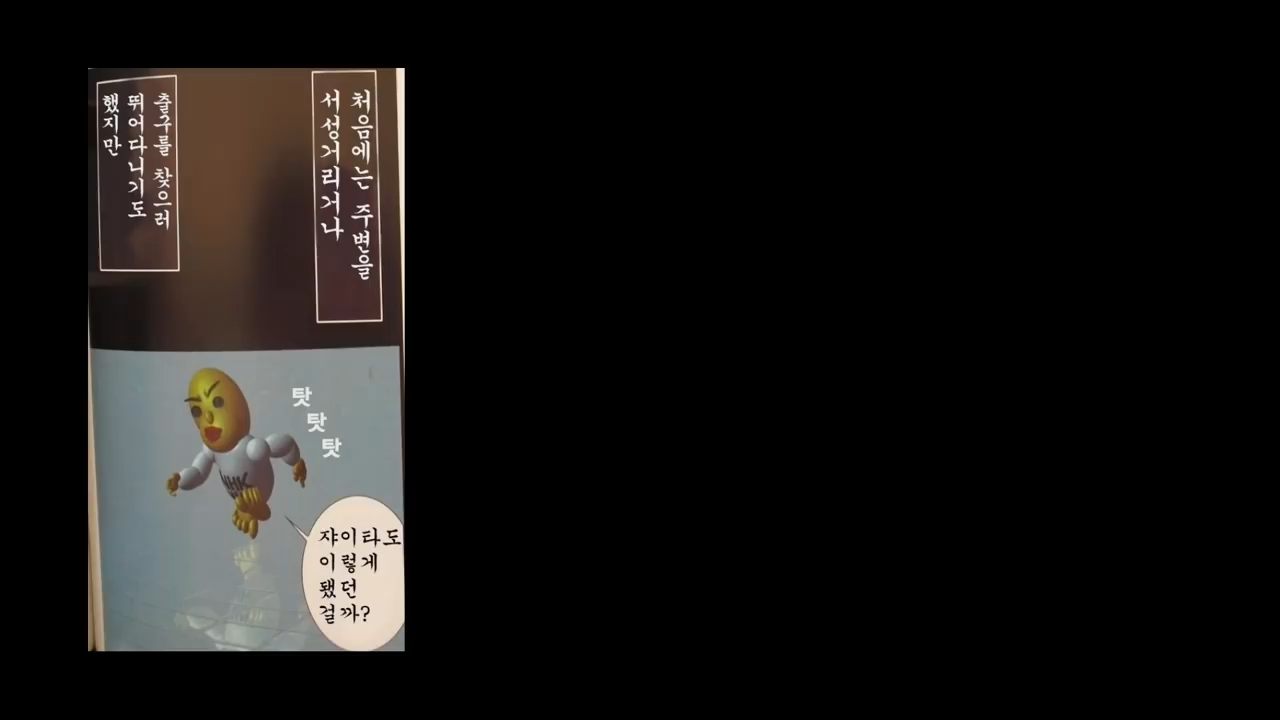 처음에는 주변을
서성거리거나
출구를 찾으러
뛰어다니기도
했지만
탓
탓
탓
NHK
쟈이타도
이렇게
됐던
걸까?